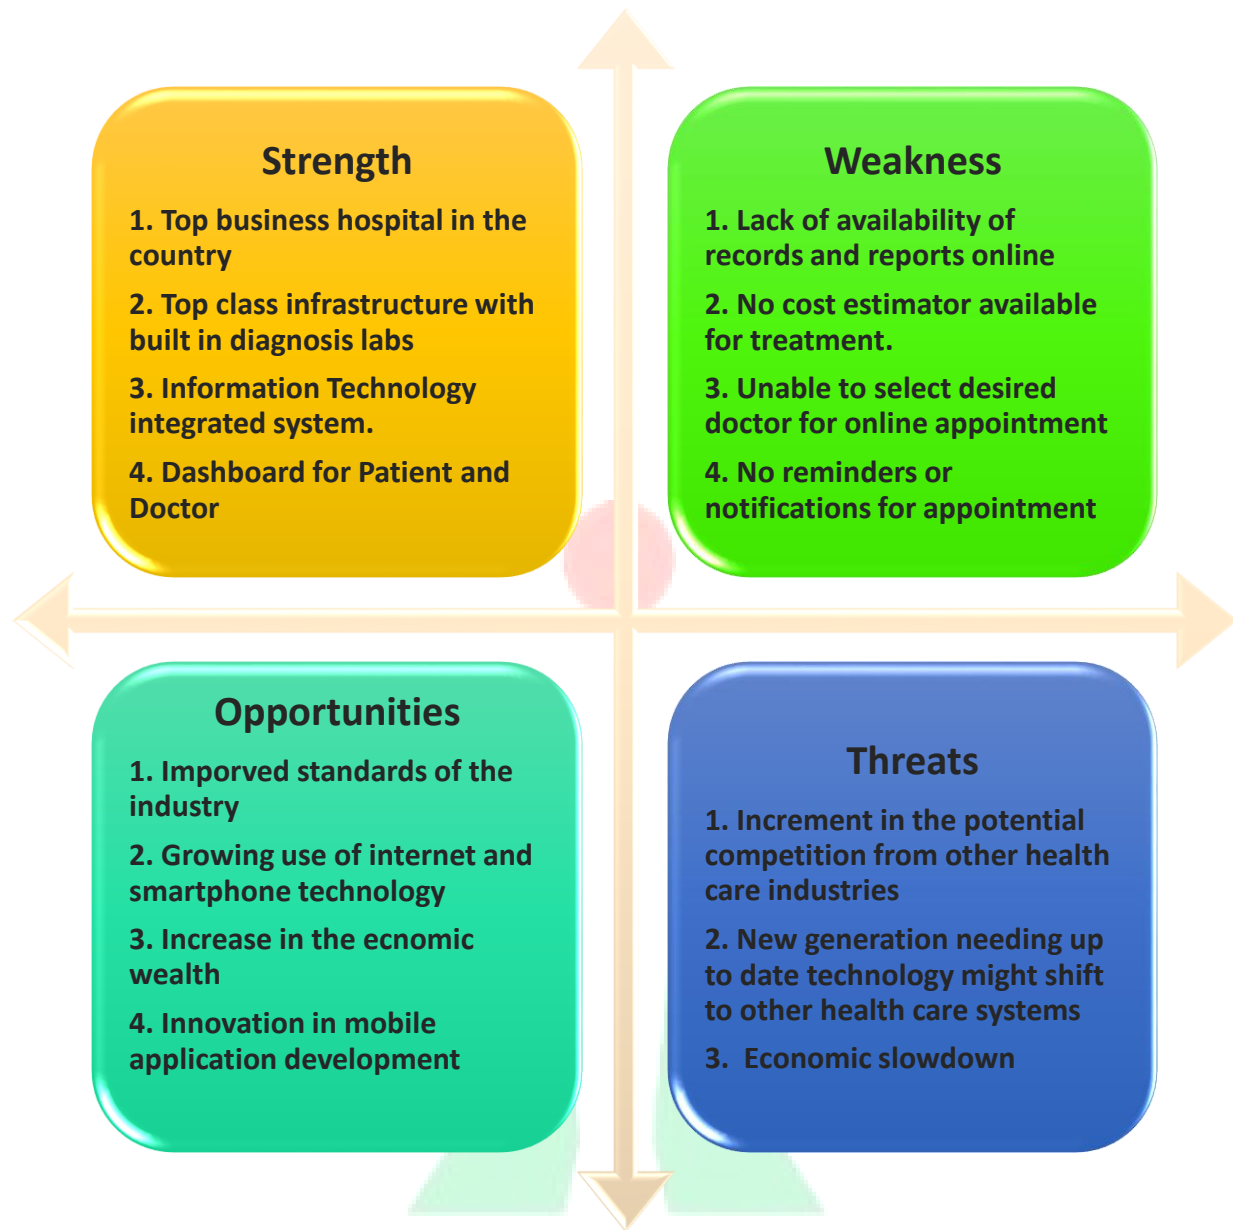 Strength
1. Top business hospital in the
country
2. Top class infrastructure with
built in diagnosis labs
3. Information Technology
integrated system.
4. Dashboard for Patient and
Doctor
Weakness
1. Lack of availability of
records and reports online
2. No cost estimator available
for treatment.
3. Unable to select desired
doctor for online appointment
4. No reminders or
notifications for appointment
Opportunities
1. Imporved standards of the
industry
2. Growing use of internet and
smartphone technology
3. Increase in the ecnomic
wealth
4. Innovation in mobile
application development
Threats
1. Increment in the potential
competition from other health
care industries
2. New generation needing up
to date technology might shift
to other health care systems
3.  Economic slowdown